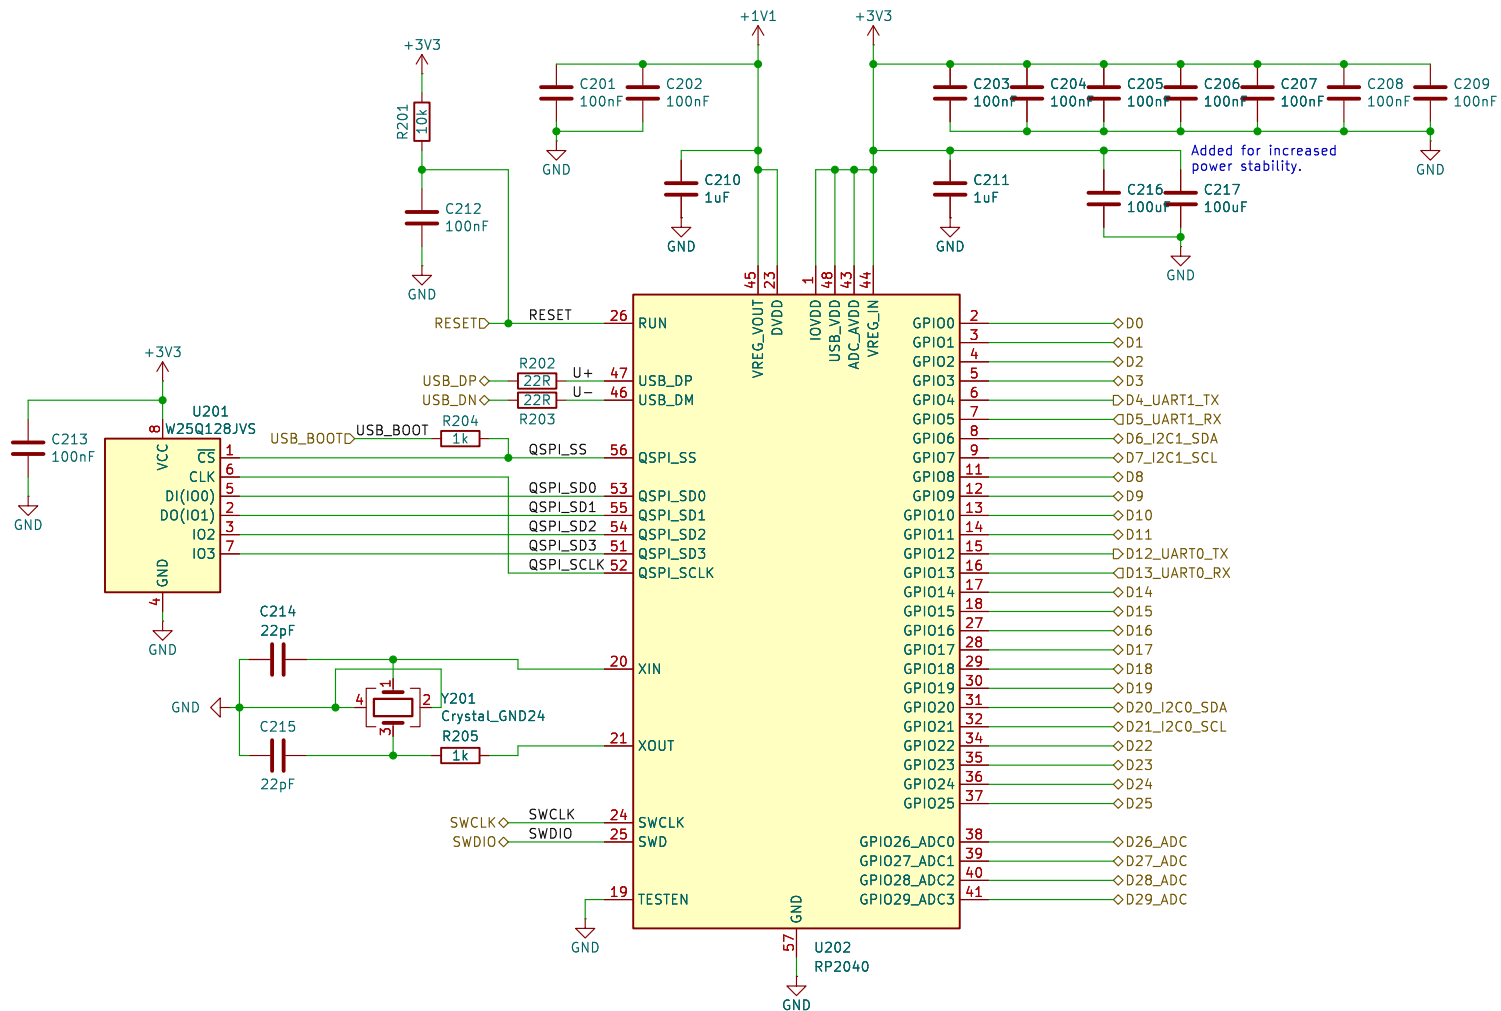 +1V1
+3V3
+3V3
C201
100nF
C202
100nF
C203
100nF
C204
100nF
C205
100nF
C206
100nF
C207
100nF
C208
100nF
C209
100nF
R201
10k
GND
GND
Added for increased
power stability.
C210
1uF
C211
1uF
C216
100uF
C217
100uF
C212
100nF
GND
GND
GND
GND
45
23
1
48
43
44
VREG_VOUT
DVDD
IOVDD
USB_VDD
ADC_AVDD
VREG_IN
RESET
RESET
26
RUN
+3V3
R202
USB_DP
22R
U+
47
USB_DP
USB_DN
22R
U-
46
USB_DM
R203
U201
W25Q128JVS
C213
100nF
GND
8
VCC
USB_BOOT
USB_BOOT
R204
1k
CS
1
QSPI_SS
56
QSPI_SS
CLK
6
DI(IO0)
5
QSPI_SD0
53
QSPI_SD0
DO(IO1)
2
QSPI_SD1
55
QSPI_SD1
IO2
3
QSPI_SD2
54
QSPI_SD2
IO3
7
QSPI_SD3
51
QSPI_SD3
QSPI_SCLK
52
QSPI_SCLK
GND
4
GND
C214
22pF
20
XIN
GND
4
1
2
3
Y201
Crystal_GND24
C215
22pF
R205
1k
21
XOUT
SWCLK
SWCLK
24
SWCLK
SWDIO
SWDIO
25
SWD
19
TESTEN
GND
GND
57
U202
RP2040
GND
GPIO0
2
D0
GPIO1
3
D1
GPIO2
4
D2
GPIO3
5
D3
GPIO4
6
D4_UART1_TX
GPIO5
7
D5_UART1_RX
GPIO6
8
D6_I2C1_SDA
GPIO7
9
D7_I2C1_SCL
GPIO8
11
D8
GPIO9
12
D9
GPIO10
13
D10
GPIO11
14
D11
GPIO12
15
D12_UART0_TX
GPIO13
16
D13_UART0_RX
GPIO14
17
D14
GPIO15
18
D15
GPIO16
27
D16
GPIO17
28
D17
GPIO18
29
D18
GPIO19
30
D19
GPIO20
31
D20_I2C0_SDA
GPIO21
32
D21_I2C0_SCL
GPIO22
34
D22
GPIO23
35
D23
GPIO24
36
D24
GPIO25
37
D25
GPIO26_ADC0
38
D26_ADC
GPIO27_ADC1
39
D27_ADC
GPIO28_ADC2
40
D28_ADC
GPIO29_ADC3
41
D29_ADC